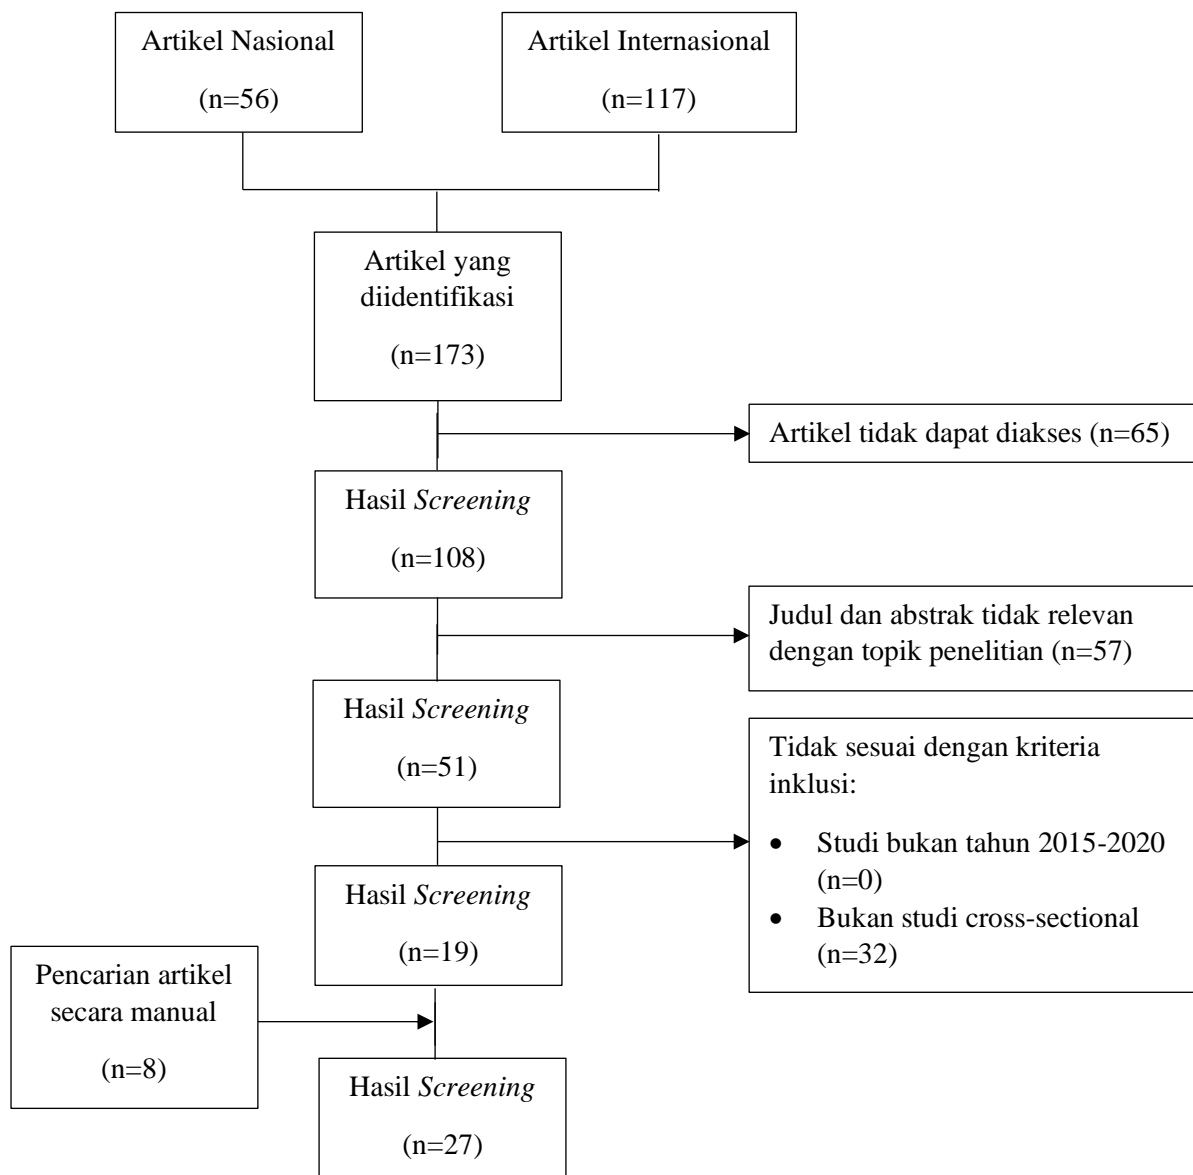 Artikel Nasional
(n=56)
Artikel Internasional
(n=117)
Artikel yang
diidentifikasi
(n=173)
Artikel tidak dapat diakses (n=65)
Hasil Screening
(n=108)
Judul dan abstrak tidak relevan
dengan topik penelitian (n=57)
Hasil Screening
(n=51)
Tidak sesuai dengan kriteria
inklusi:
• Studi bukan tahun 2015-2020
(n=0)
• Bukan studi cross-sectional
(n=32)
Hasil Screening
(n=19)
Pencarian artikel
secara manual
(n=8)
Hasil Screening
(n=27)